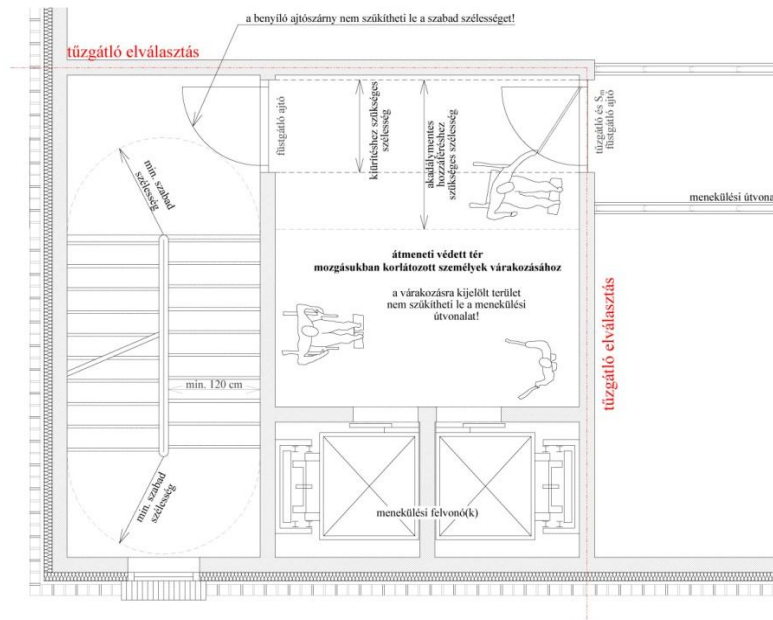 a benyíló ajtószárny nem szűkítheti le a szabad szélességet!
tűzgátló elválasztás
füstgátló ajtó
kiürítéshez szükséges
szélesség
akadálymentes
hozzáféréshez
szükséges szélesség
tűzgátló és Sm
füstgátló ajtó
min. szabad
szélesség
menekülési útvona
átmeneti védett tér
mozgásukban korlátozott személyek várakozásához
a várakozásra kijelölt terület
nem szűkítheti le a menekülési
útvonalat!
tűzgátló elválasztás
min. 120 cm
min. szabad
szélesség
menekülési felvonó(k)